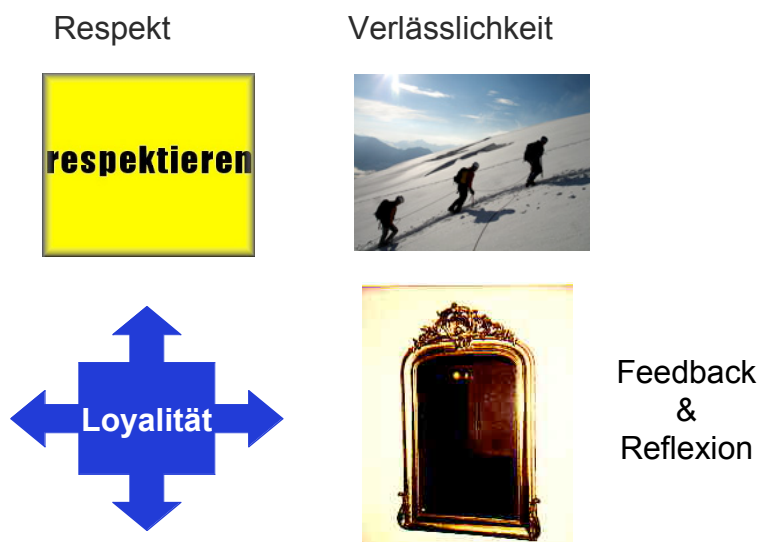 Respekt
Verlässlichkeit
respektieren
Loyalität
Feedback
&
Reflexion